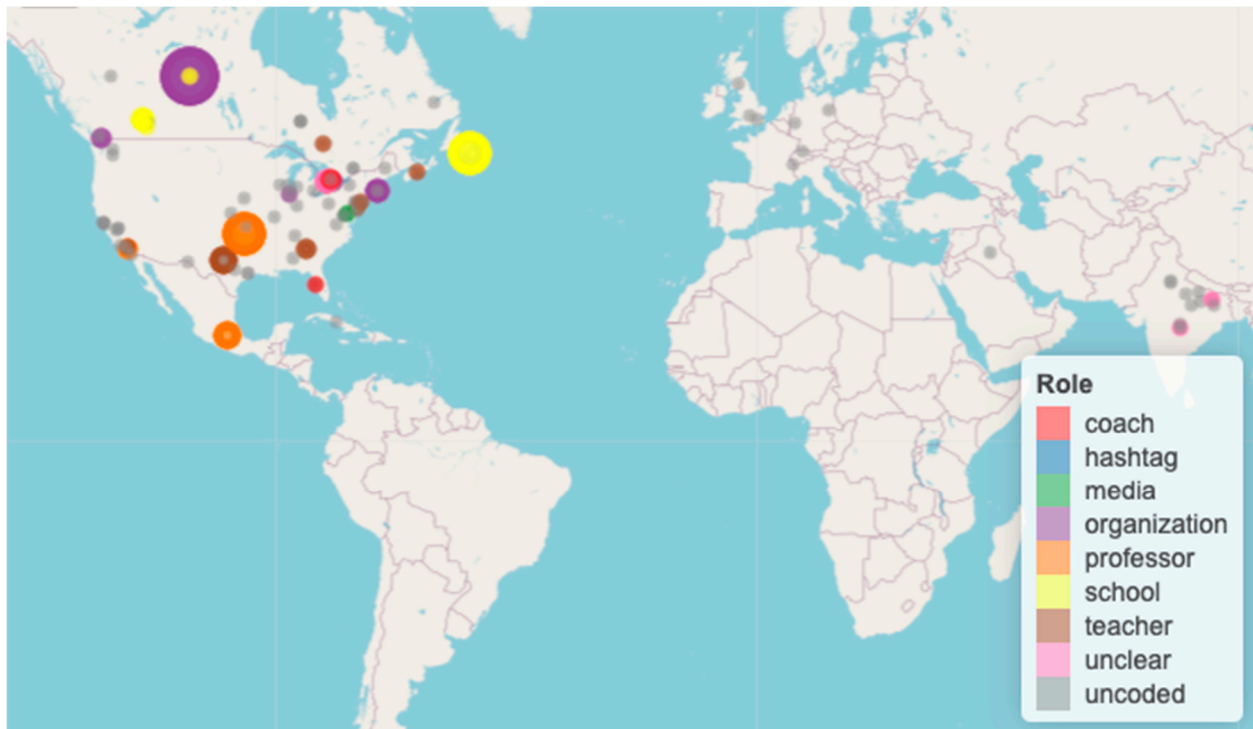 Role
coach
hashtag
media
organization
professor
school
teacher
unclear
uncoded